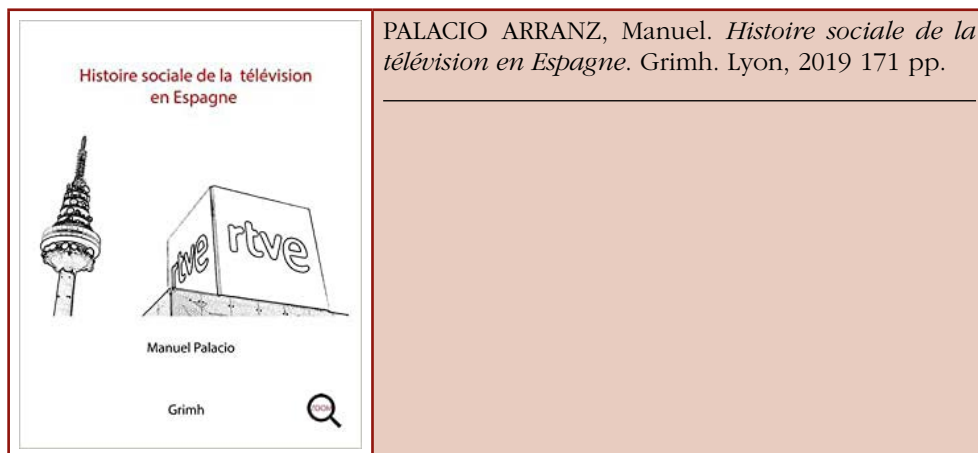 Histoire sociale de la télévision
en Espagne
rtve
rtve
Manuel Palacio
Grimh
ZOOM
PALACIO ARRANZ, Manuel. Histoire sociale de la
télévision en Espagne. Grimh. Lyon, 2019 171 pp.